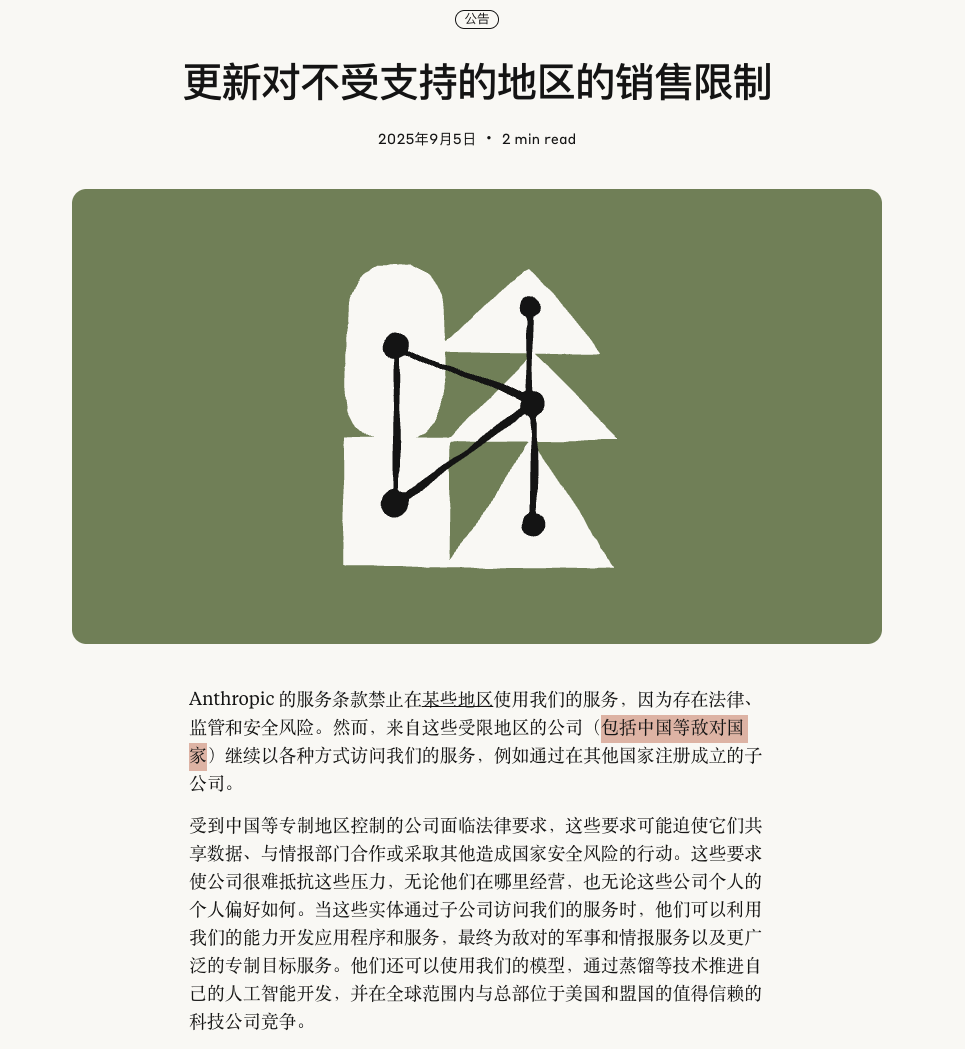 公告
更新对不受支持的地区的销售限制
2025年9月5日 • 2 min read
Anthropic 的服务条款禁止在某些地区使用我们的服务，因为存在法律、
监管和安全风险。然而，来自这些受限地区的公司（包括中国等敌对国
家）继续以各种方式访问我们的服务，例如通过在其他国家注册成立的子
公司。
受到中国等专制地区控制的公司面临法律要求，这些要求可能迫使它们共
享数据、与情报部门合作或采取其他造成国家安全风险的行动。这些要求
使公司很难抵抗这些压力，无论他们在哪里经营，也无论这些公司个人的
个人偏好如何。当这些实体通过子公司访问我们的服务时，他们可以利用
我们的能力开发应用程序和服务，最终为敌对的军事和情报服务以及更广
泛的专制目标服务。他们还可以使用我们的模型，通过蒸馏等技术推进自
己的人工智能开发，并在全球范围内与总部位于美国和盟国的值得信赖的
科技公司竞争。